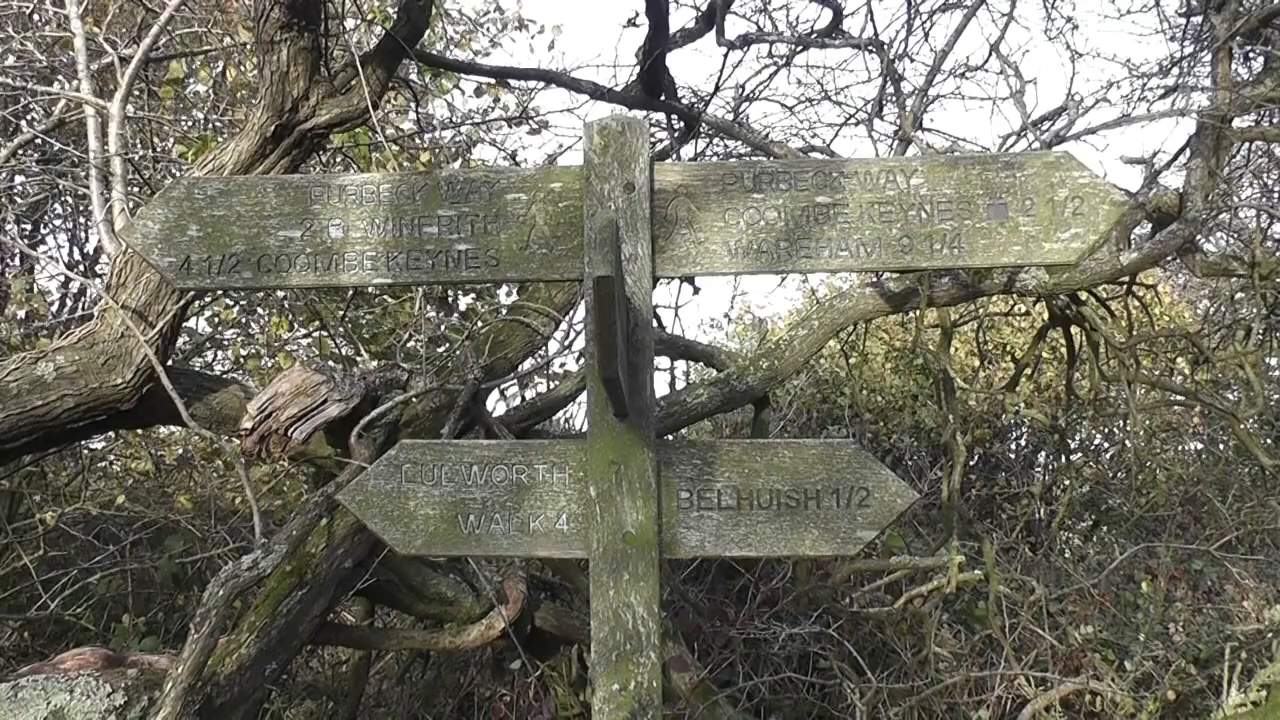 PURBECK WAY
WINFRITH
4 1/2 COOMBE KEYNES
PURBECK WAY
COOMBE KEYNES 2 1/2
WAREHAM 9 1/4
LULWORTH
WALK 4
BELHUISH 1/2